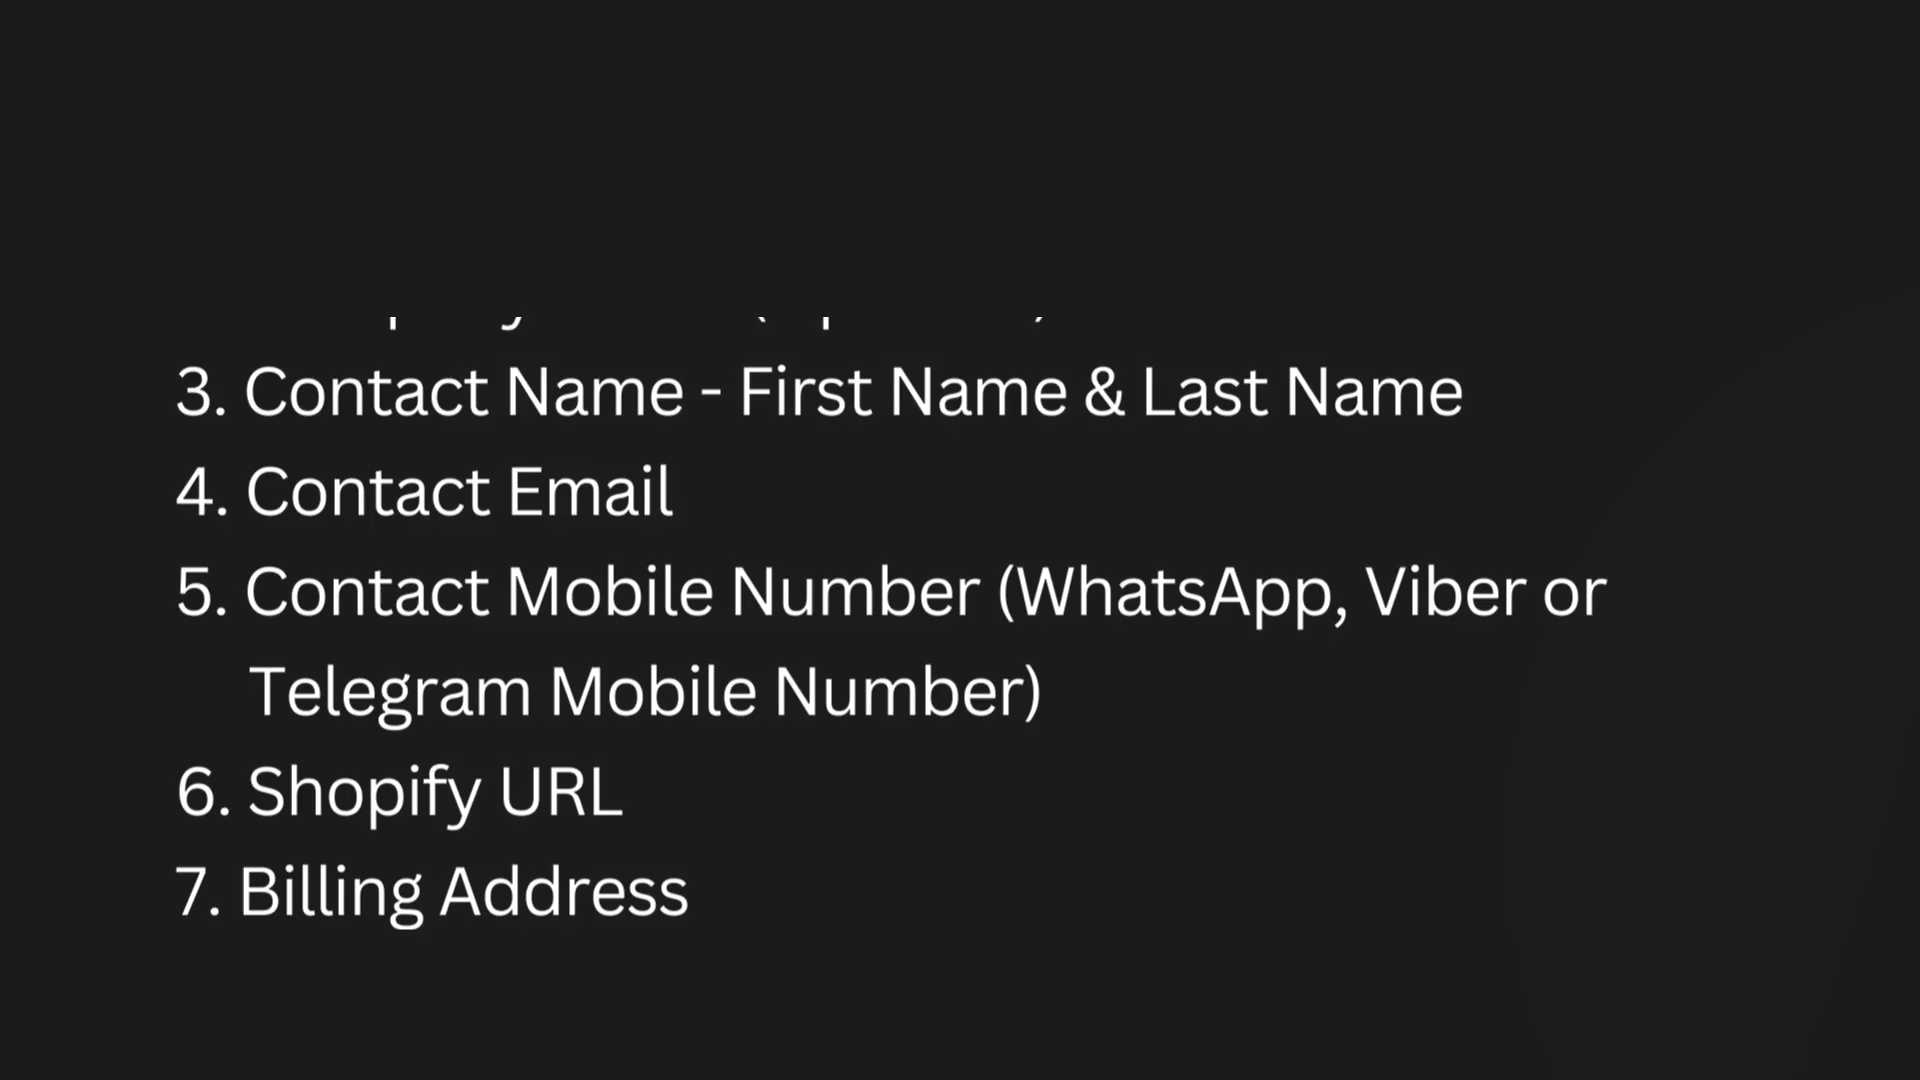 3. Contact Name - First Name & Last Name
4. Contact Email
5. Contact Mobile Number (WhatsApp, Viber or
Telegram Mobile Number)
6. Shopify URL
7. Billing Address